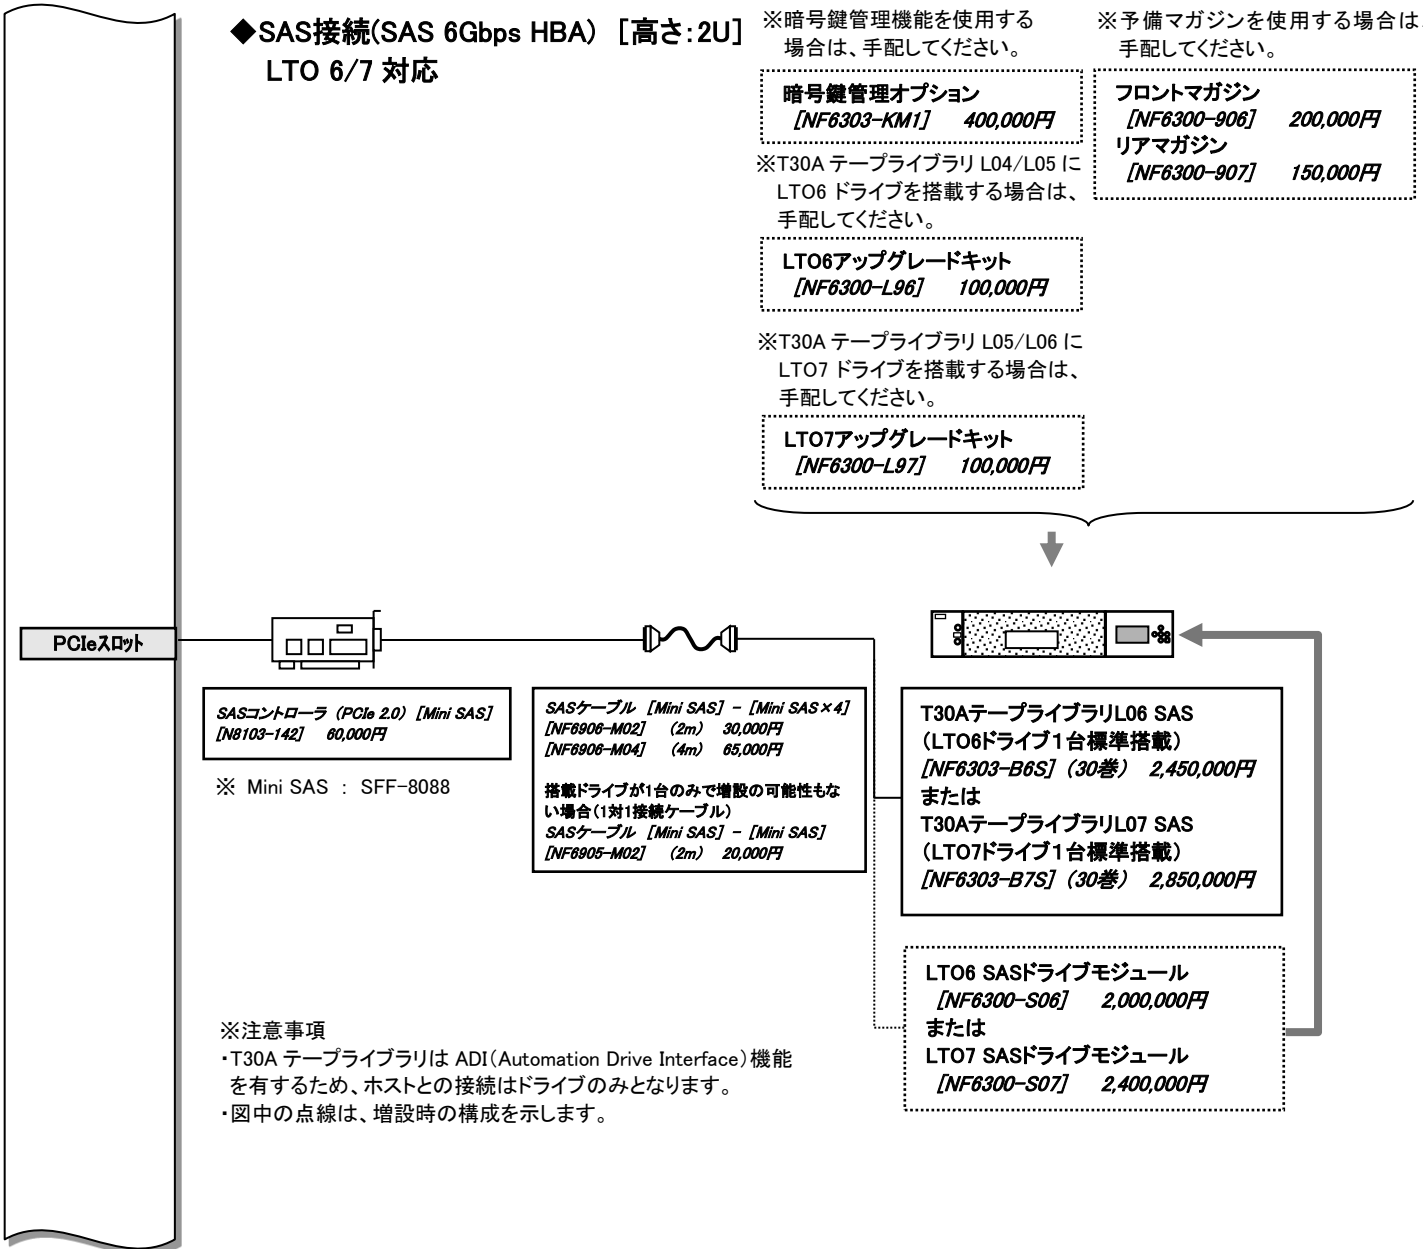 ◆SAS接続(SAS 6Gbps HBA) [高さ:2U]
LTO 6/7 対応
※暗号鍵管理機能を使用する
場合は、手配してください。
暗号鍵管理オプション
[NF6303-KM1] 400,000円
※予備マガジンを使用する場合は
手配してください。
フロントマガジン
[NF6300-906] 200,000円
リアマガジン
[NF6300-907] 150,000円
※T30A テープライブラリ L04/L05 に
LTO6 ドライブを搭載する場合は、
手配してください。
LTO6アップグレードキット
[NF6300-L96] 100,000円
※T30A テープライブラリ L05/L06 に
LTO7 ドライブを搭載する場合は、
手配してください。
LTO7アップグレードキット
[NF6300-L97] 100,000円
PCIeスロット
SASコントローラ (PCIe 2.0) [Mini SAS]
[N8103-142] 60,000円
※ Mini SAS : SFF-8088
SASケーブル [Mini SAS] - [Mini SAS×4]
[NF6906-M02] (2m) 30,000円
[NF6906-M04] (4m) 65,000円
搭載ドライブが1台のみで増設の可能性もな
い場合(1対1接続ケーブル)
SASケーブル [Mini SAS] - [Mini SAS]
[NF6905-M02] (2m) 20,000円
T30AテープライブラリL06 SAS
(LTO6ドライブ1台標準搭載)
[NF6303-B6S] (30巻) 2,450,000円
または
T30AテープライブラリL07 SAS
(LTO7ドライブ1台標準搭載)
[NF6303-B7S] (30巻) 2,850,000円
LTO6 SASドライブモジュール
[NF6300-S06] 2,000,000円
または
LTO7 SASドライブモジュール
[NF6300-S07] 2,400,000円
※注意事項
・T30A テープライブラリは ADI(Automation Drive Interface)機能
を有するため、ホストとの接続はドライブのみとなります。
・図中の点線は、増設時の構成を示します。